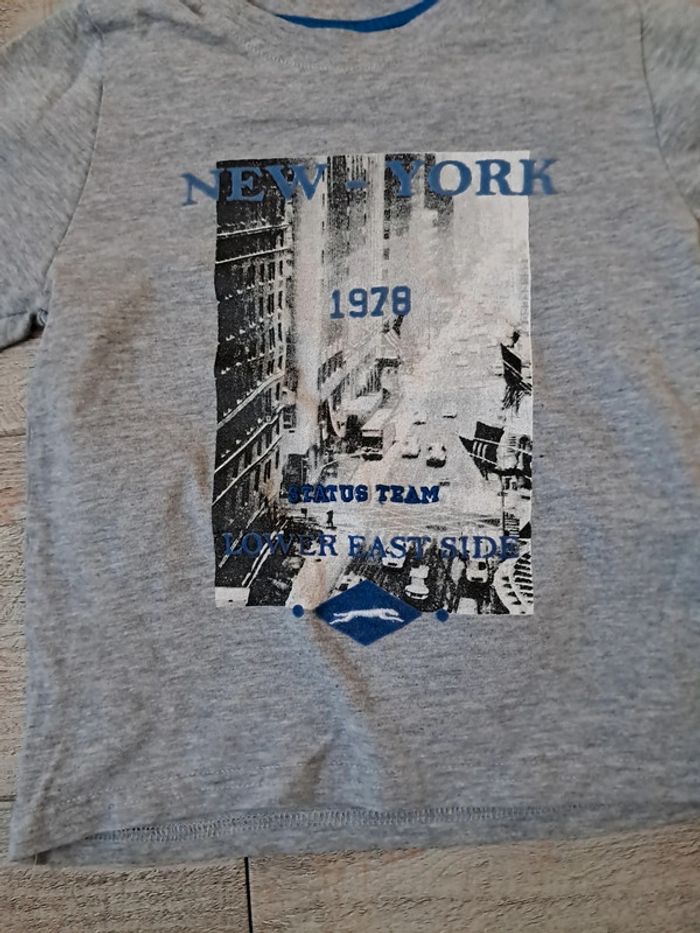 NEW - YORK
1978
STATUS TEAM
LOWER EAST SIDE